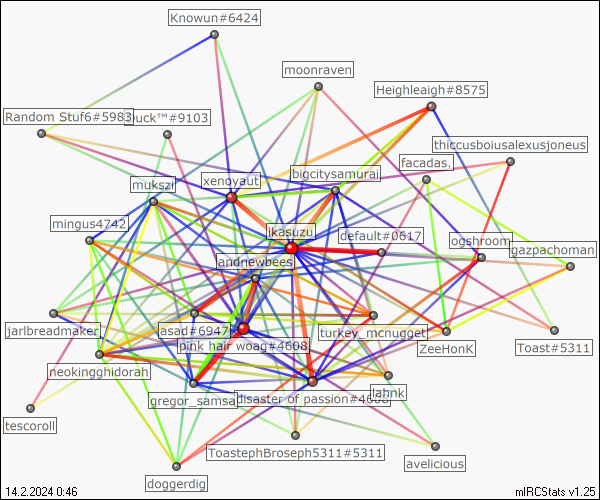 Knowun#6424
moonraven
Heighleaigh#8575
Random Stuf6#5983
uck™#9103
thiccusboiusalexusjoneus
facadas.
bigcitysamurai
xenoyaut
mukszi
mingus4742
ikasuzu
default#0617
ogshroom
gazpachoman
andnewbees
jarlbreadmaker
asad#6947
turkey_mcnugget
pink hair woag#4608
ZeeHonK
Toast#5311
neokingghidorah
gregor_samsa
disaster of passion#4608
lahnk
tescoroll
ToastephBroseph5311#5311
avelicious
doggerdig
14.2.2024 0:46
mIRCStats v1.25